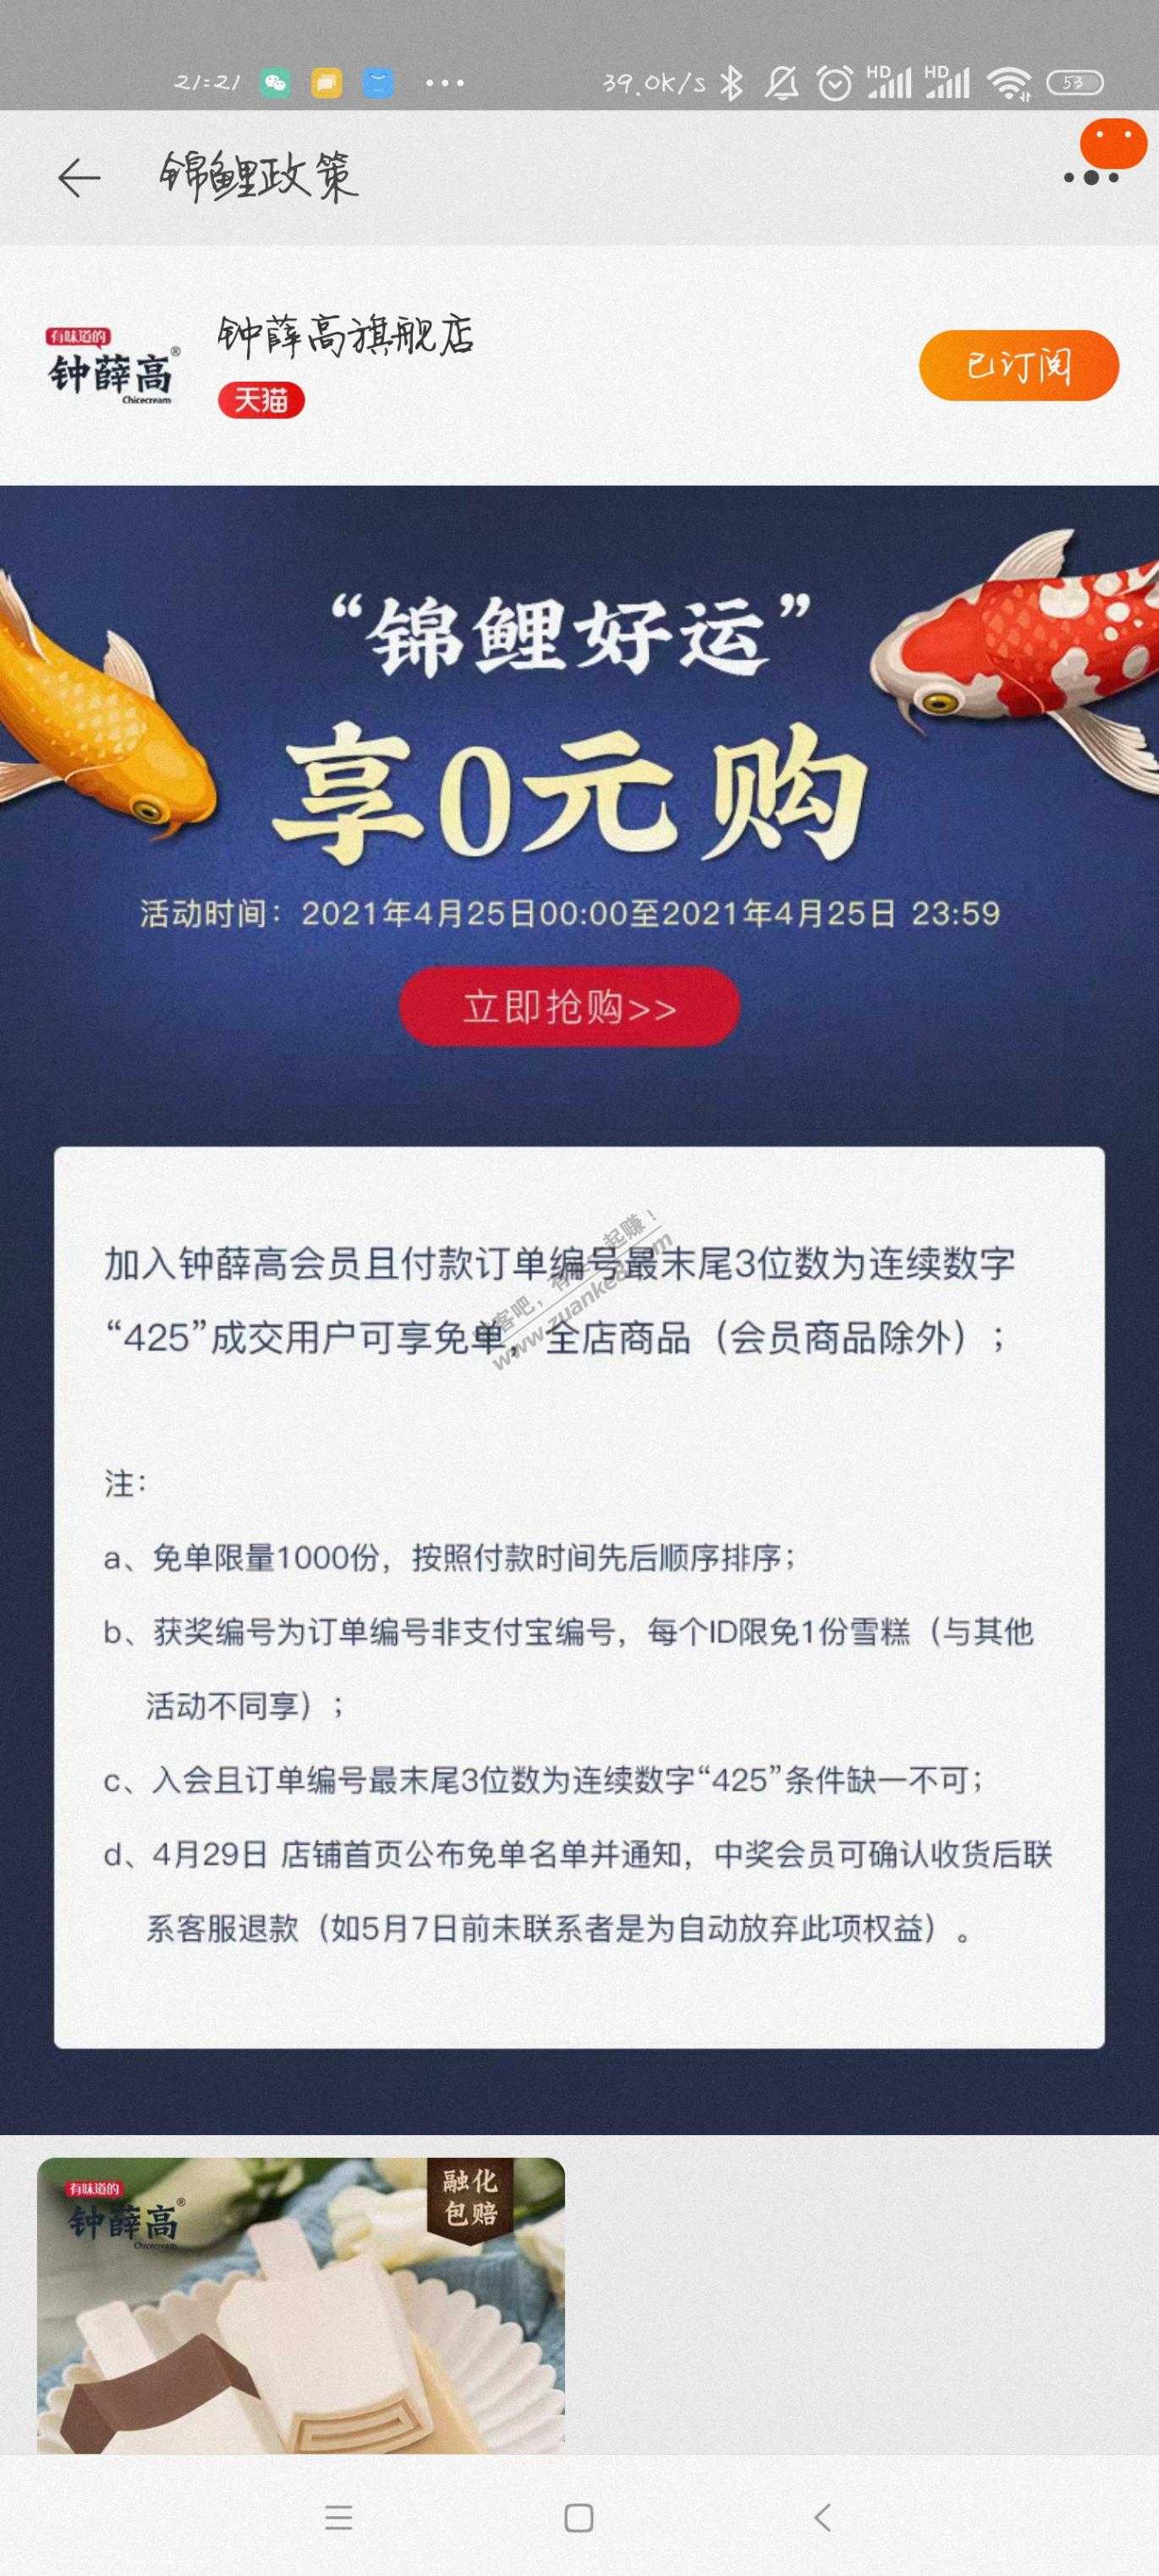 21:21
39.0K/S
HD
HD
53
锦鲤政策
有味道的
钟薛高®
Chicecream
钟薛高旗舰店
天猫
已订阅
“锦鲤好运”
享0元购
活动时间：2021年4月25日00:00至2021年4月25日 23:59
立即抢购>>
加入钟薛高会员且付款订单编号最末尾3位数为连续数字
“425”成交用户可享免单，全店商品（会员商品除外）；
www.zuanke8.com
注：
a、免单限量1000份，按照付款时间先后顺序排序；
b、获奖编号为订单编号非支付宝编号，每个ID限免1份雪糕（与其他
活动不同享）；
c、入会且订单编号最末尾3位数为连续数字“425”条件缺一不可；
d、4月29日 店铺首页公布免单名单并通知，中奖会员可确认收货后联
系客服退款（如5月7日前未联系者是为自动放弃此项权益）。
有味道的
钟薛高®
Chicecream
融化
包赔